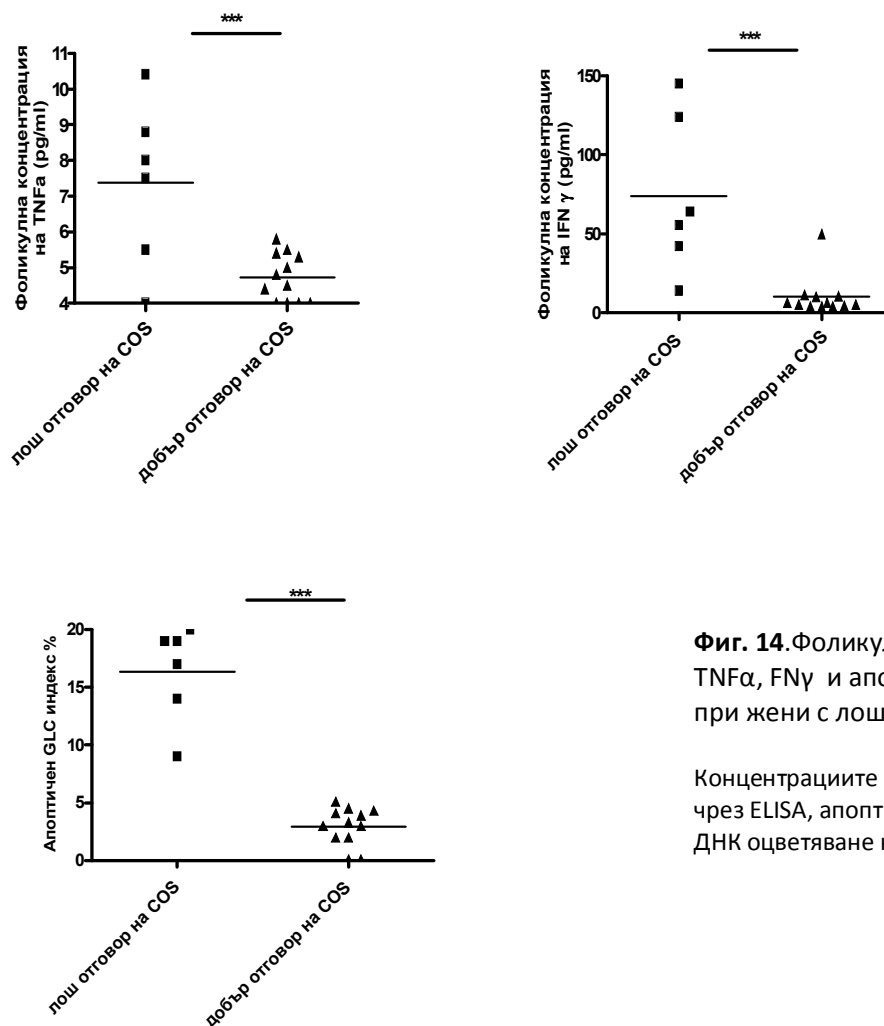 ***
Фоликулна концентрация
на TNFa (pg/ml)
11
10
9
8
7
6
5
4
лош отговор на COS
добър отговор на COS
***
Фоликулна концентрация
на IFN γ (pg/ml)
150
100
50
0
лош отговор на COS
добър отговор на COS
***
Апоптичен GLC индекс %
20
15
10
5
0
лош отговор на COS
добър отговор на COS
Фиг. 14.Фолику
TNFα, FNγ и апо
при жени с лош
Концентрациите
чрез ELISA, апопт
ДНК оцветяване